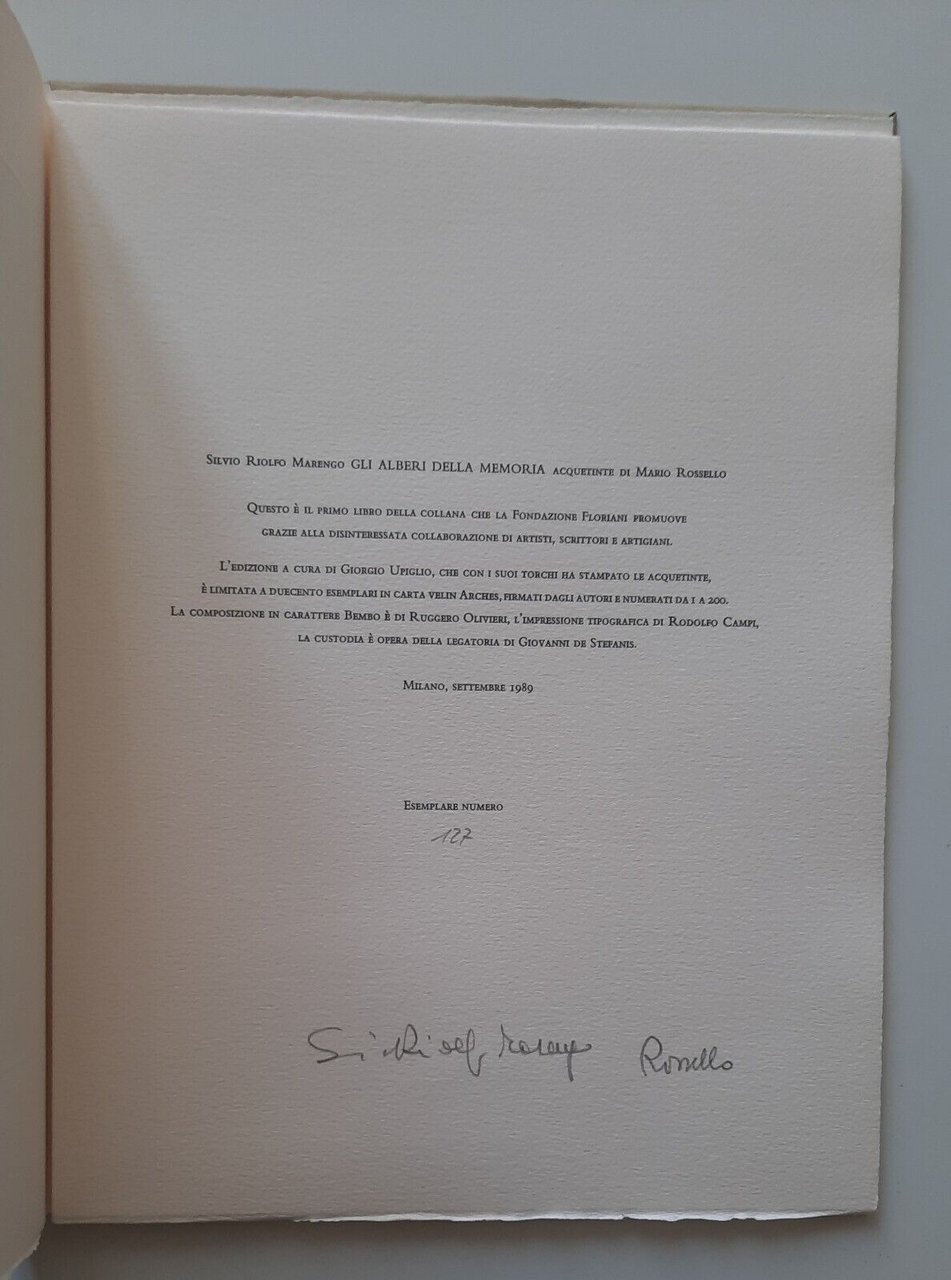 Silvio Riolfo Marengo GLI ALBERI DELLA MEMORIA acquetinte di Mario Rossello
Questo è il primo libro della collana che la Fondazione Floriani promuove
grazie alla disinteressata collaborazione di artisti, scrittori e artigiani.
L'edizione a cura di Giorgio Upiglio, che con i suoi torchi ha stampato le acquetinte,
è limitata a duecento esemplari in carta velin Arches, firmati dagli autori e numerati da 1 a 200.
La composizione in carattere Bembo è di Ruggero Olivieri, l'impressione tipografica di Rodolfo Campi,
la custodia è opera della legatoria di Giovanni de Stefanis.
Milano, settembre 1989
Esemplare numero
127
Rossello